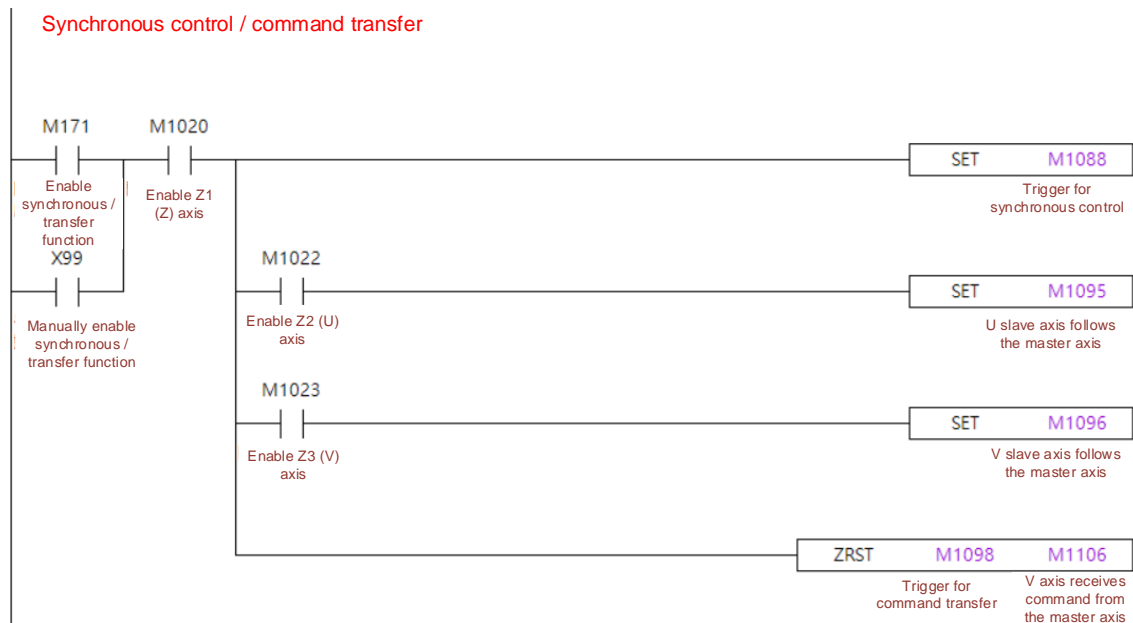 Synchronous control / command transfer
M171
M1020
SET M1088
Enable
synchronous /
transfer
function
Enable Z1
(Z) axis
Trigger for
synchronous control
X99
M1022
SET M1095
Manually enable
synchronous /
transfer function
Enable Z2 (U)
axis
U slave axis follows
the master axis
M1023
SET M1096
Enable Z3 (V)
axis
V slave axis follows
the master axis
ZRST M1098 M1106
Trigger for
command transfer
V axis receives
command from
the master axis